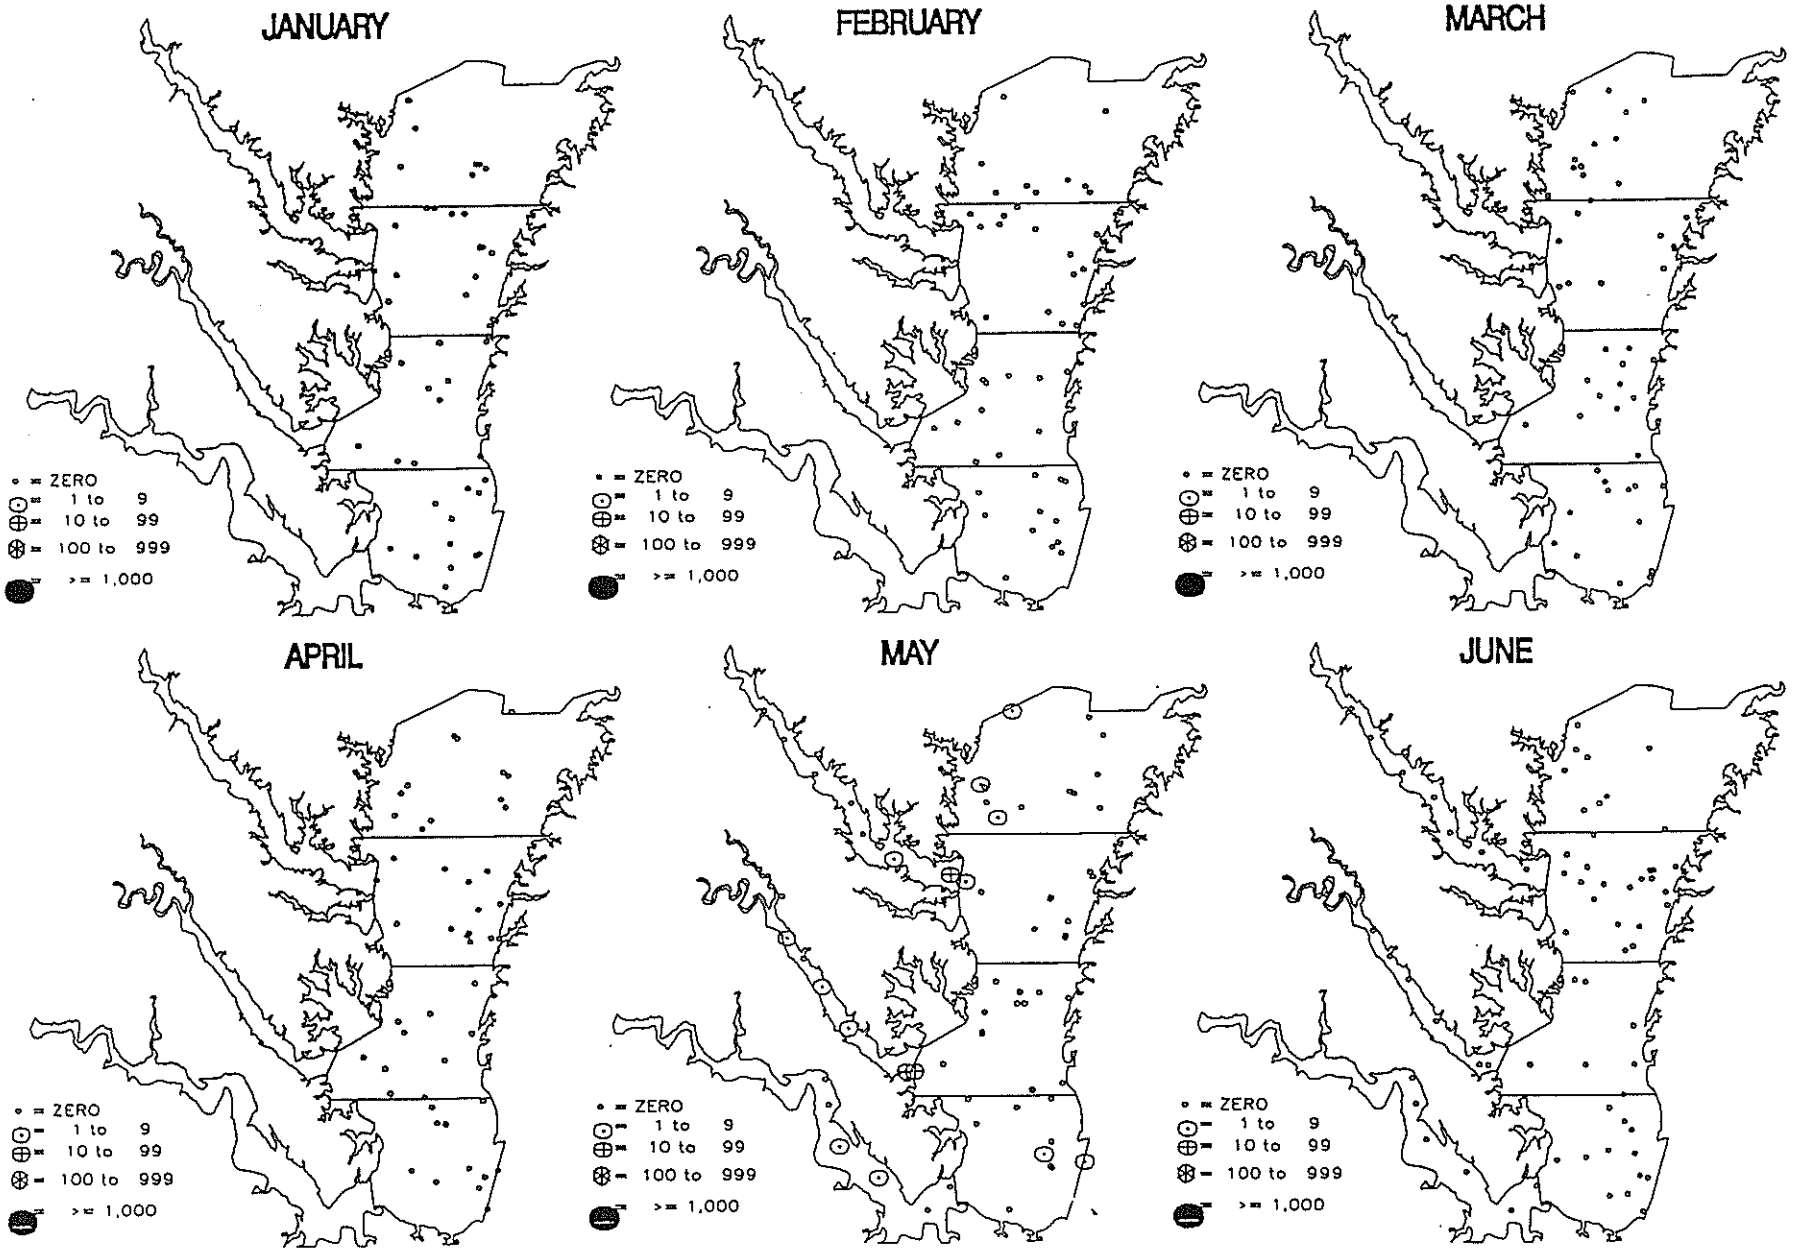 JANUARY
FEBRUARY
MARCH
= ZERO
= 1 to 9
= 10 to 99
= 100 to 999
= >= 1,000
= ZERO
= 1 to 9
= 10 to 99
= 100 to 999
= >= 1,000
= ZERO
= 1 to 9
= 10 to 99
= 100 to 999
= >= 1,000
APRIL
MAY
JUNE
= ZERO
= 1 to 9
= 10 to 99
= 100 to 999
= >= 1,000
= ZERO
= 1 to 9
= 10 to 99
= 100 to 999
= >= 1,000
= ZERO
= 1 to 9
= 10 to 99
= 100 to 999
= >= 1,000